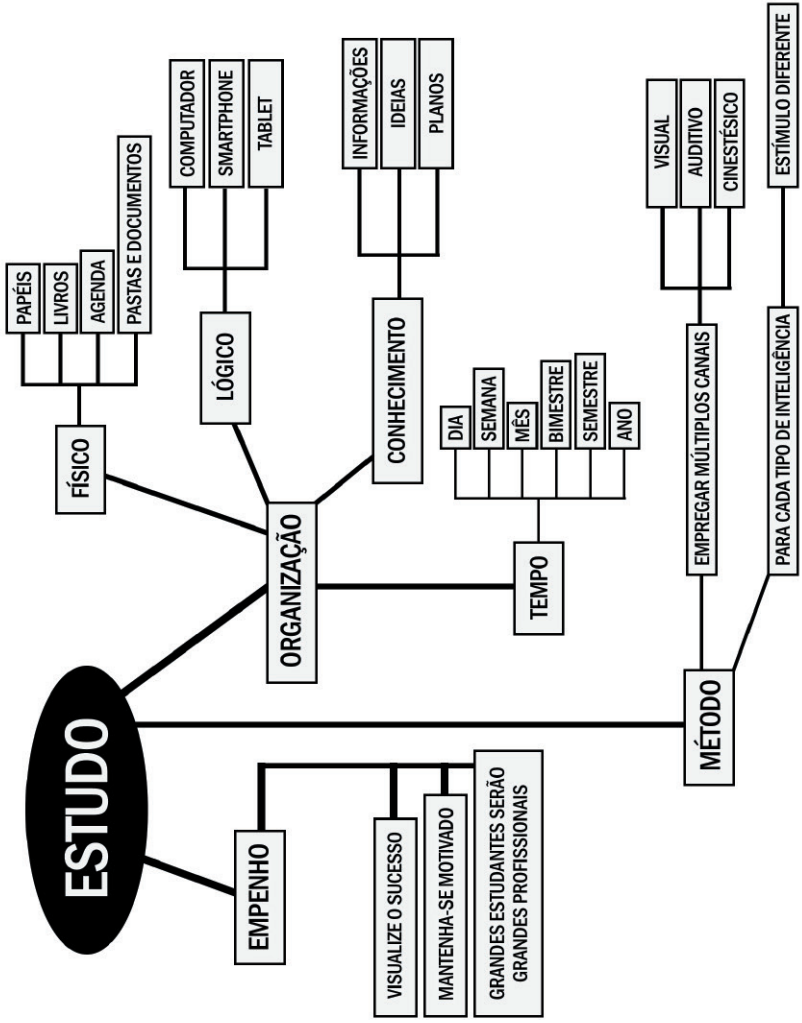 ESTUDO
EMPENHO
VISUALIZE O SUCESSO
MANTENHA-SE MOTIVADO
GRANDES ESTUDANTES SERÃO
GRANDES PROFISSIONAIS
ORGANIZAÇÃO
FÍSICO
PAPÉIS
LIVROS
AGENDA
PASTAS E DOCUMENTOS
LÓGICO
COMPUTADOR
SMARTPHONE
TABLET
CONHECIMENTO
INFORMAÇÕES
IDEIAS
PLANOS
TEMPO
DIA
SEMANA
MÊS
BIMESTRE
SEMESTRE
ANO
MÉTODO
EMPREGAR MÚLTIPLOS CANAIS
VISUAL
AUDITIVO
CINESTÉSICO
PARA CADA TIPO DE INTELIGÊNCIA
ESTÍMULO DIFERENTE